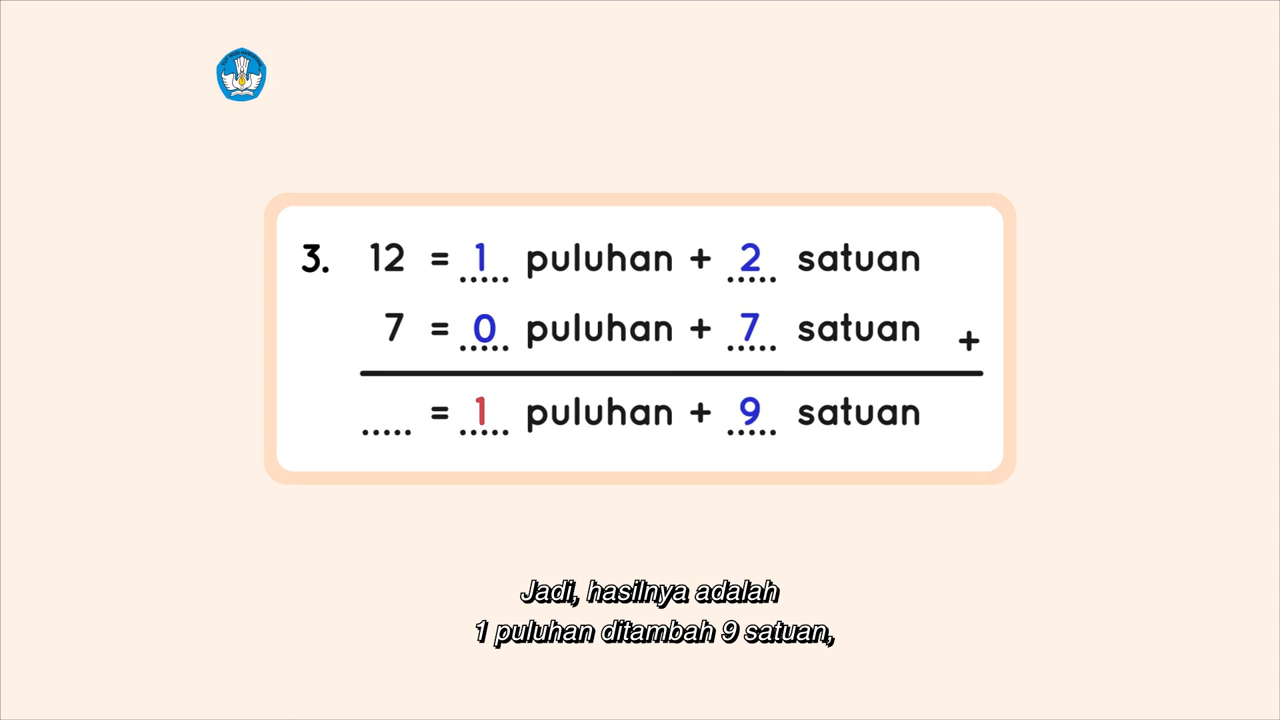 3. 12 = 1 puluhan + 2 satuan
7 = 0 puluhan + 7 satuan +
..... = 1 puluhan + 9 satuan
Jadi, hasilnya adalah
1 puluhan ditambah 9 satuan,